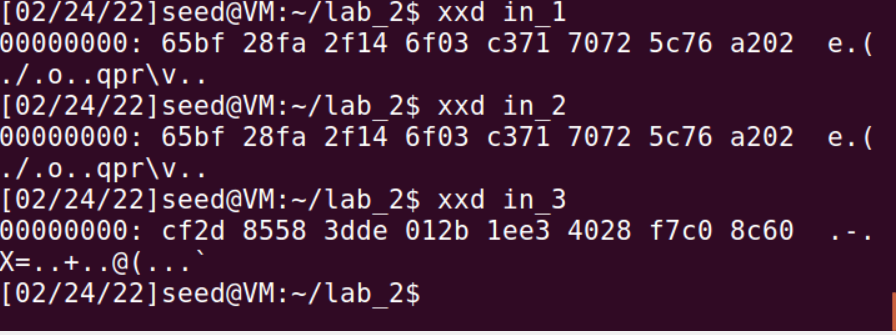 [02/24/22]seed@VM:~/lab_2$ xxd in_1
00000000: 65bf 28fa 2f14 6f03 c371 7072 5c76 a202  e.(
./.o..qpr\v..
[02/24/22]seed@VM:~/lab_2$ xxd in_2
00000000: 65bf 28fa 2f14 6f03 c371 7072 5c76 a202  e.(
./.o..qpr\v..
[02/24/22]seed@VM:~/lab_2$ xxd in_3
00000000: cf2d 8558 3dde 012b 1ee3 4028 f7c0 8c60  .-.
X=..+..@(...`
[02/24/22]seed@VM:~/lab_2$